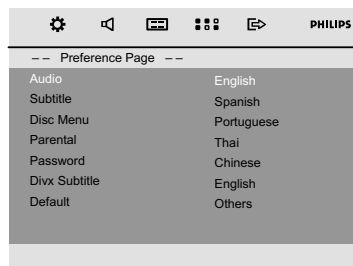 PHILIPS
-- Preference Page --
Audio English
Subtitle Spanish
Disc Menu Portuguese
Parental Thai
Password Chinese
Divx Subtitle English
Default Others